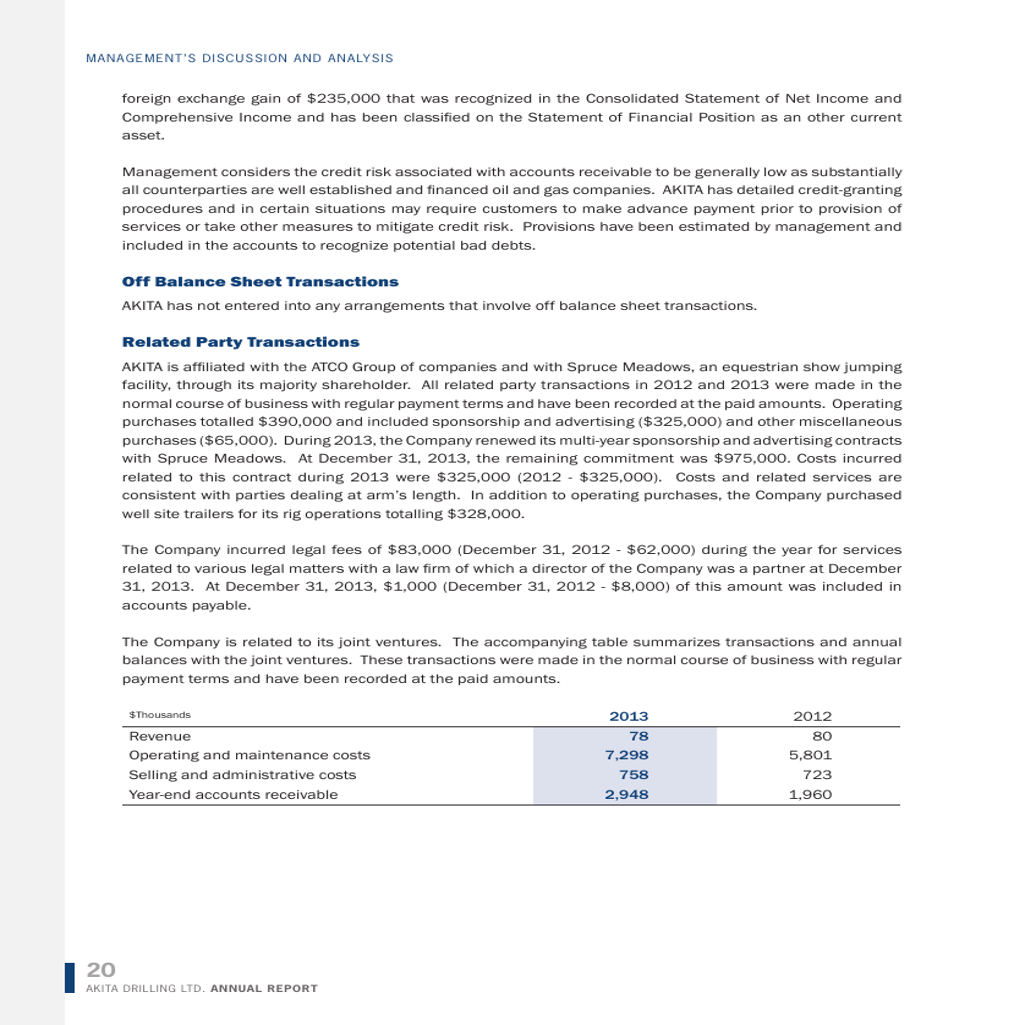 MANAGEMENT'S DISCUSSION AND ANALYSIS
foreign exchange gain of $235,000 that was recognized in the Consolidated Statement of Net Income and
Comprehensive Income and has been classified on the Statement of Financial Position as an other current
asset.
Management considers the credit risk associated with accounts receivable to be generally low as substantially
all counterparties are well established and financed oil and gas companies.  AKITA has detailed credit-granting
procedures and in certain situations may require customers to make advance payment prior to provision of
services or take other measures to mitigate credit risk.  Provisions have been estimated by management and
included in the accounts to recognize potential bad debts.
Off Balance Sheet Transactions
AKITA has not entered into any arrangements that involve off balance sheet transactions.
Related Party Transactions
AKITA is affiliated with the ATCO Group of companies and with Spruce Meadows, an equestrian show jumping
facility, through its majority shareholder.  All related party transactions in 2012 and 2013 were made in the
normal course of business with regular payment terms and have been recorded at the paid amounts.  Operating
purchases totalled $390,000 and included sponsorship and advertising ($325,000) and other miscellaneous
purchases ($65,000).  During 2013, the Company renewed its multi-year sponsorship and advertising contracts
with Spruce Meadows.  At December 31, 2013, the remaining commitment was $975,000. Costs incurred
related to this contract during 2013 were $325,000 (2012 - $325,000).  Costs and related services are
consistent with parties dealing at arm's length.  In addition to operating purchases, the Company purchased
well site trailers for its rig operations totalling $328,000.
The Company incurred legal fees of $83,000 (December 31, 2012 - $62,000) during the year for services
related to various legal matters with a law firm of which a director of the Company was a partner at December
31, 2013.  At December 31, 2013, $1,000 (December 31, 2012 - $8,000) of this amount was included in
accounts payable.
The Company is related to its joint ventures.  The accompanying table summarizes transactions and annual
balances with the joint ventures.  These transactions were made in the normal course of business with regular
payment terms and have been recorded at the paid amounts.
$Thousands 2013 2012
Revenue 78 80
Operating and maintenance costs 7,298 5,801
Selling and administrative costs 758 723
Year-end accounts receivable 2,948 1,960
20
AKITA DRILLING LTD. ANNUAL REPORT